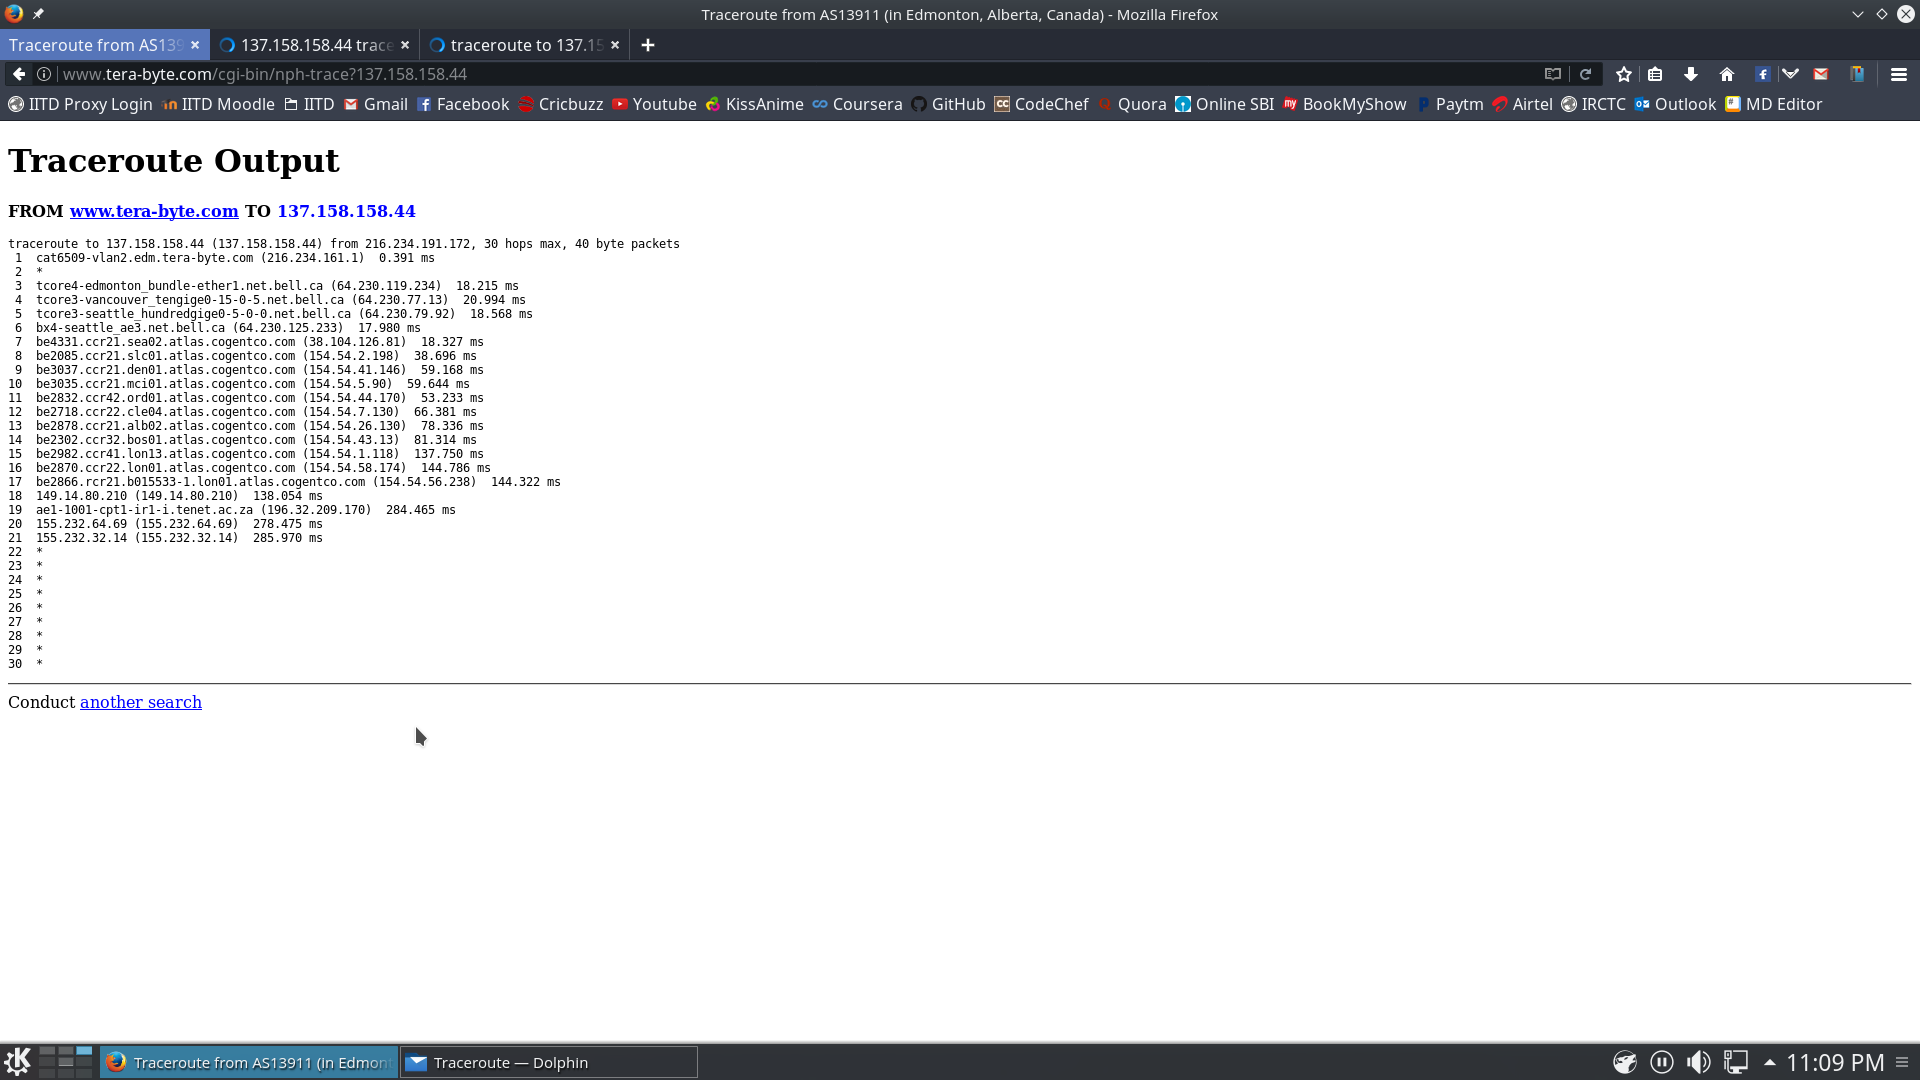 Traceroute from AS13911 (in Edmonton, Alberta, Canada) - Mozilla Firefox
Traceroute from AS139
137.158.158.44 trace
traceroute to 137.15
www.tera-byte.com/cgi-bin/nph-trace?137.158.158.44
IITD Proxy Login IITD Moodle IITD Gmail Facebook Cricbuzz Youtube KissAnime Coursera GitHub CodeChef Quora Online SBI BookMyShow Paytm Airtel IRCTC Outlook MD Editor
Traceroute Output
FROM www.tera-byte.com TO 137.158.158.44
traceroute to 137.158.158.44 (137.158.158.44) from 216.234.191.172, 30 hops max, 40 byte packets
1 cat6509-vlan2.edm.tera-byte.com (216.234.161.1) 0.391 ms
2 *
3 tcore4-edmonton_bundle-ether1.net.bell.ca (64.230.119.234) 18.215 ms
4 tcore3-vancouver_tengige0-15-0-5.net.bell.ca (64.230.77.13) 20.994 ms
5 tcore3-seattle_hundredgige0-5-0-0.net.bell.ca (64.230.79.92) 18.568 ms
6 bx4-seattle_ae3.net.bell.ca (64.230.125.233) 17.980 ms
7 be4331.ccr21.sea02.atlas.cogentco.com (38.104.126.81) 18.327 ms
8 be2085.ccr21.slc01.atlas.cogentco.com (154.54.2.198) 38.696 ms
9 be3037.ccr21.den01.atlas.cogentco.com (154.54.41.146) 59.168 ms
10 be3035.ccr21.mci01.atlas.cogentco.com (154.54.5.90) 59.644 ms
11 be2832.ccr42.ord01.atlas.cogentco.com (154.54.44.170) 53.233 ms
12 be2718.ccr22.cle04.atlas.cogentco.com (154.54.7.130) 66.381 ms
13 be2878.ccr21.alb02.atlas.cogentco.com (154.54.26.130) 78.336 ms
14 be2302.ccr32.bos01.atlas.cogentco.com (154.54.43.13) 81.314 ms
15 be2982.ccr41.lon13.atlas.cogentco.com (154.54.1.118) 137.750 ms
16 be2870.ccr22.lon01.atlas.cogentco.com (154.54.58.174) 144.786 ms
17 be2866.rcr21.b015533-1.lon01.atlas.cogentco.com (154.54.56.238) 144.322 ms
18 149.14.80.210 (149.14.80.210) 138.054 ms
19 ae1-1001-cpt1-ir1-i.tenet.ac.za (196.32.209.170) 284.465 ms
20 155.232.64.69 (155.232.64.69) 278.475 ms
21 155.232.32.14 (155.232.32.14) 285.970 ms
22 *
23 *
24 *
25 *
26 *
27 *
28 *
29 *
30 *
Conduct another search
Traceroute from AS13911 (in Edmon
Traceroute — Dolphin
11:09 PM